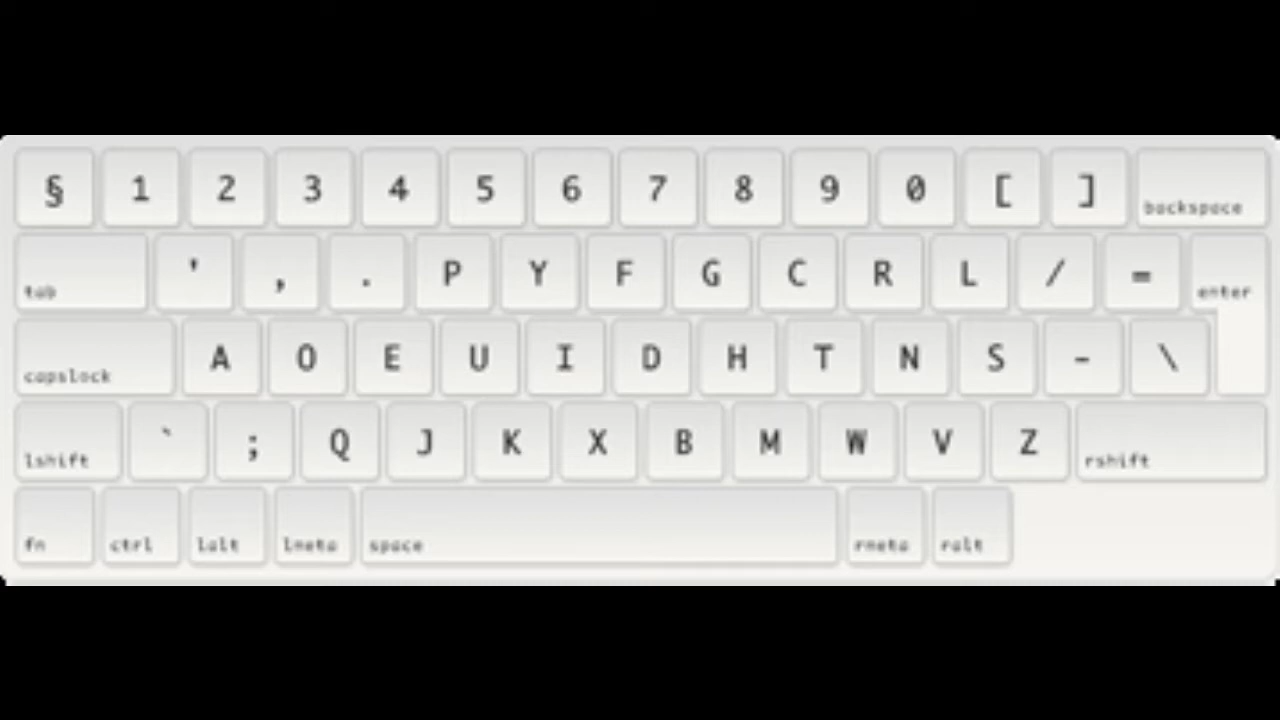 § 1 2 3 4 5 6 7 8 9 0 [ ] backspace
tab ' , . P Y F G C R L / = enter
capslock A O E U I D H T N S - \
lshift ` ; Q J K X B M W V Z rshift
fn ctrl lalt lmeta space rmeta ralt